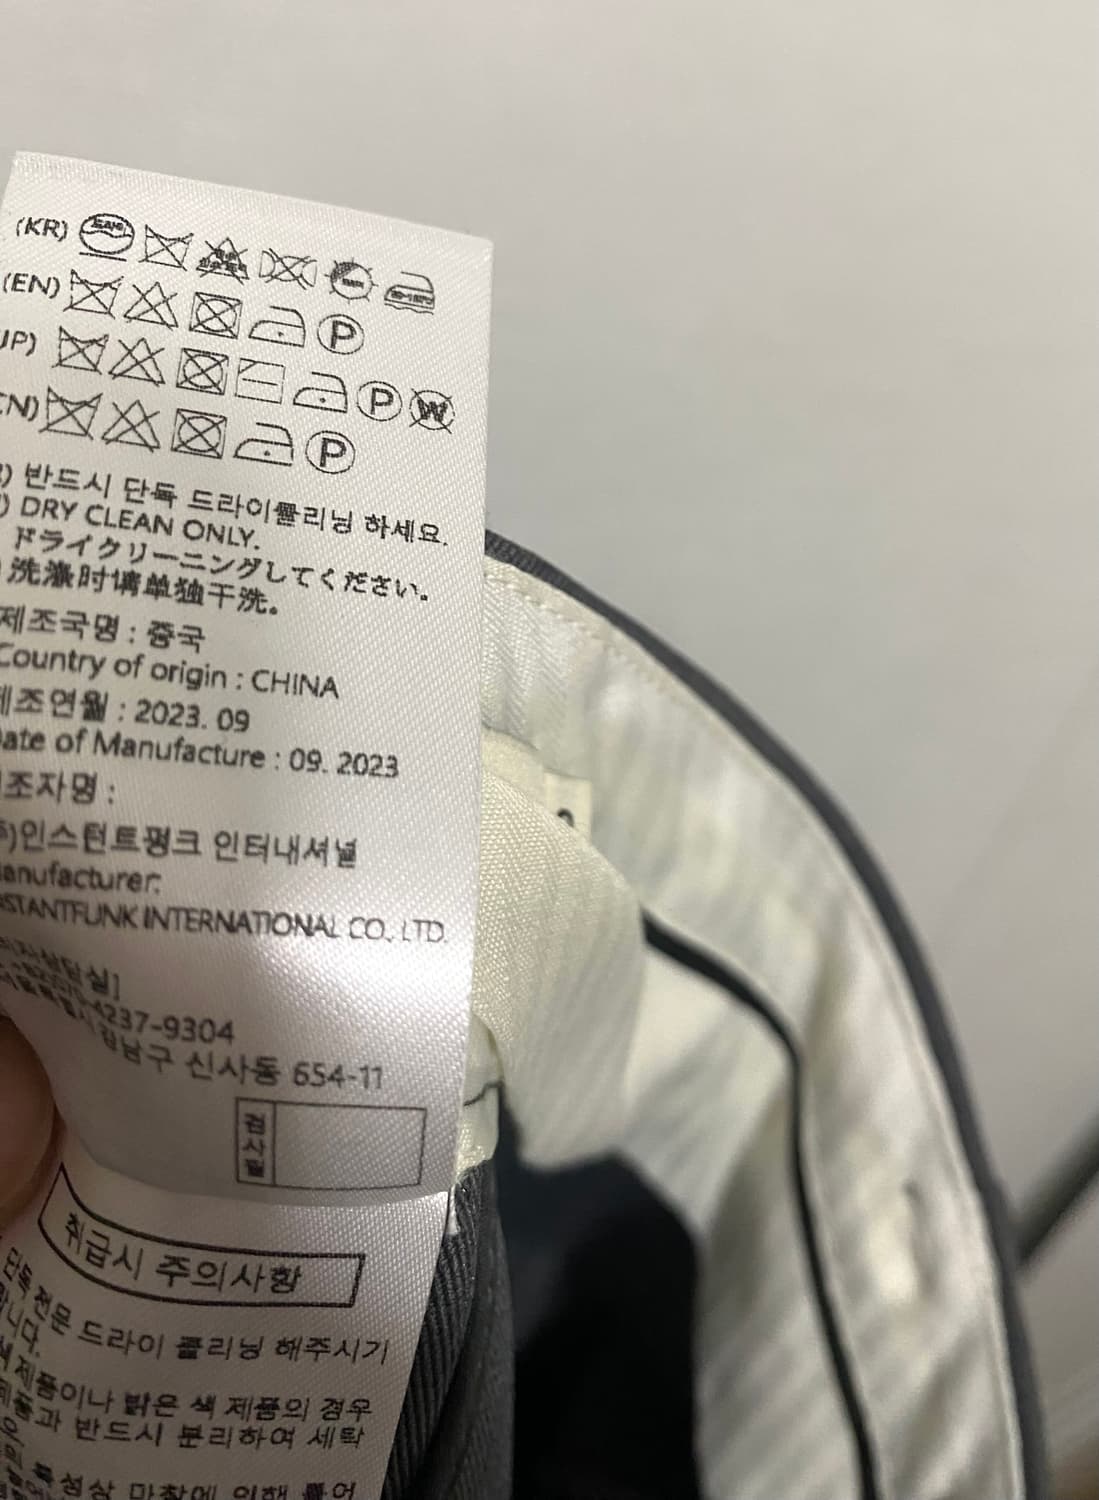 (KR)
(EN)
P
JP)
P W
CN)
P
) 반드시 단독 드라이클리닝 하세요.
) DRY CLEAN ONLY.
ドライクリーニングしてください。
洗涤时请单独干洗。
제조국명 : 중국
Country of origin : CHINA
제조연월 : 2023. 09
ate of Manufacture : 09. 2023
조자명 :
)인스턴트펑크 인터내셔널
anufacturer:
STANTFUNK INTERNATIONAL CO., LTD.
4237-9304
강남구 신사동 654-11
검사필
취급시 주의사항
단독 전문 드라이 클리닝 해주시기
니다.
색 제품이나 밝은 색 제품의 경우
제품과 반드시 분리하여 세탁